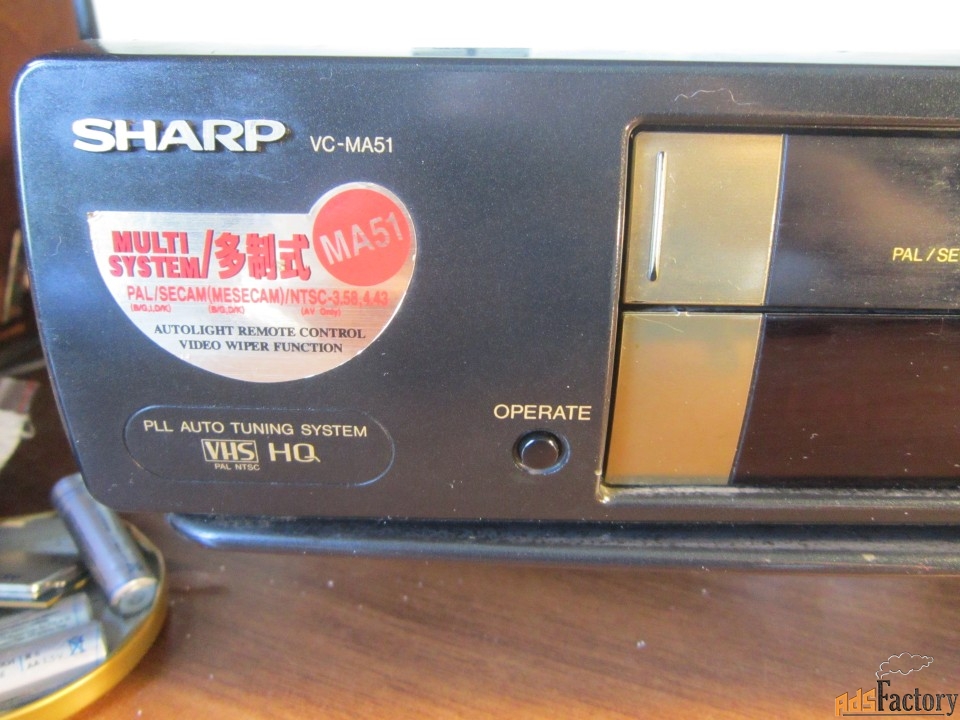 SHARP VC-MA51
MULTI SYSTEM/多制式 MA51
PAL/SECAM(MESECAM)/NTSC-3.58,4.43
(B/G,I,D/K) (B/G,D/K) (AV Only)
AUTOLIGHT REMOTE CONTROL
VIDEO WIPER FUNCTION
PLL AUTO TUNING SYSTEM
VHS HQ
PAL NTSC
OPERATE
PAL/SE
AdsFactory